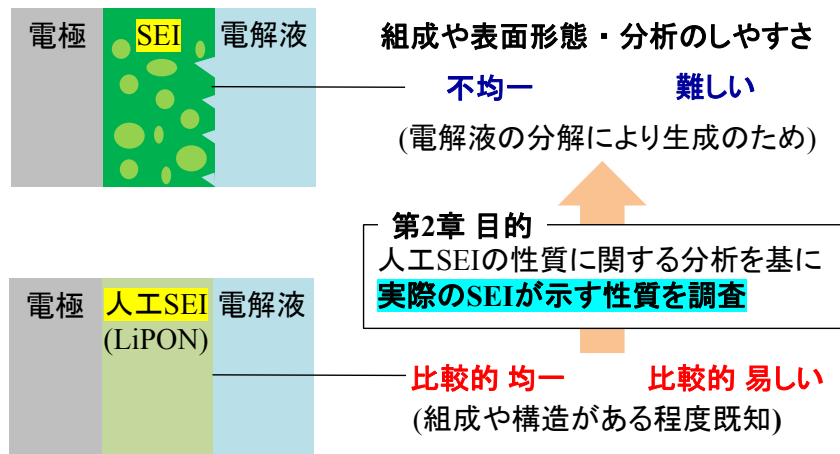 電極 SEI 電解液
組成や表面形態・分析のしやすさ
不均一 難しい
(電解液の分解により生成のため)
第2章 目的
人工SEIの性質に関する分析を基に
実際のSEIが示す性質を調査
電極 人工SEI 電解液
(LiPON)
比較的 均一 比較的 易しい
(組成や構造がある程度既知)